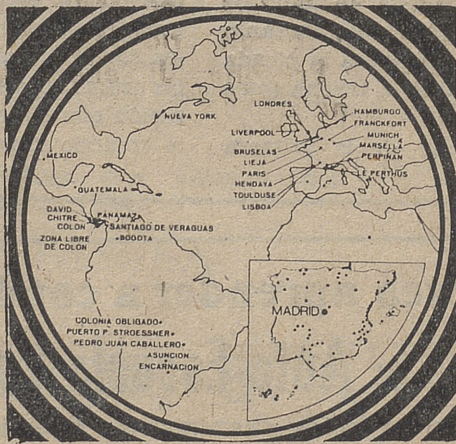 NUEVA YORK
MEXICO
GUATEMALA
DAVID
CHITRE
COLON
ZONA LIBRE
DE COLON
PANAMA
SANTIAGO DE VERAGUAS
BOGOTA
COLONIA OBLIGADO
PUERTO P. STROESSNER
PEDRO JUAN CABALLERO
ASUNCION
ENCARNACION
LONDRES
LIVERPOOL
BRUSELAS
LIEJA
PARIS
HENDAYA
TOULOUSE
LISBOA
HAMBURGO
FRANCKFORT
MUNICH
MARSELLA
PERPIÑAN
LE PERTHUS
MADRID